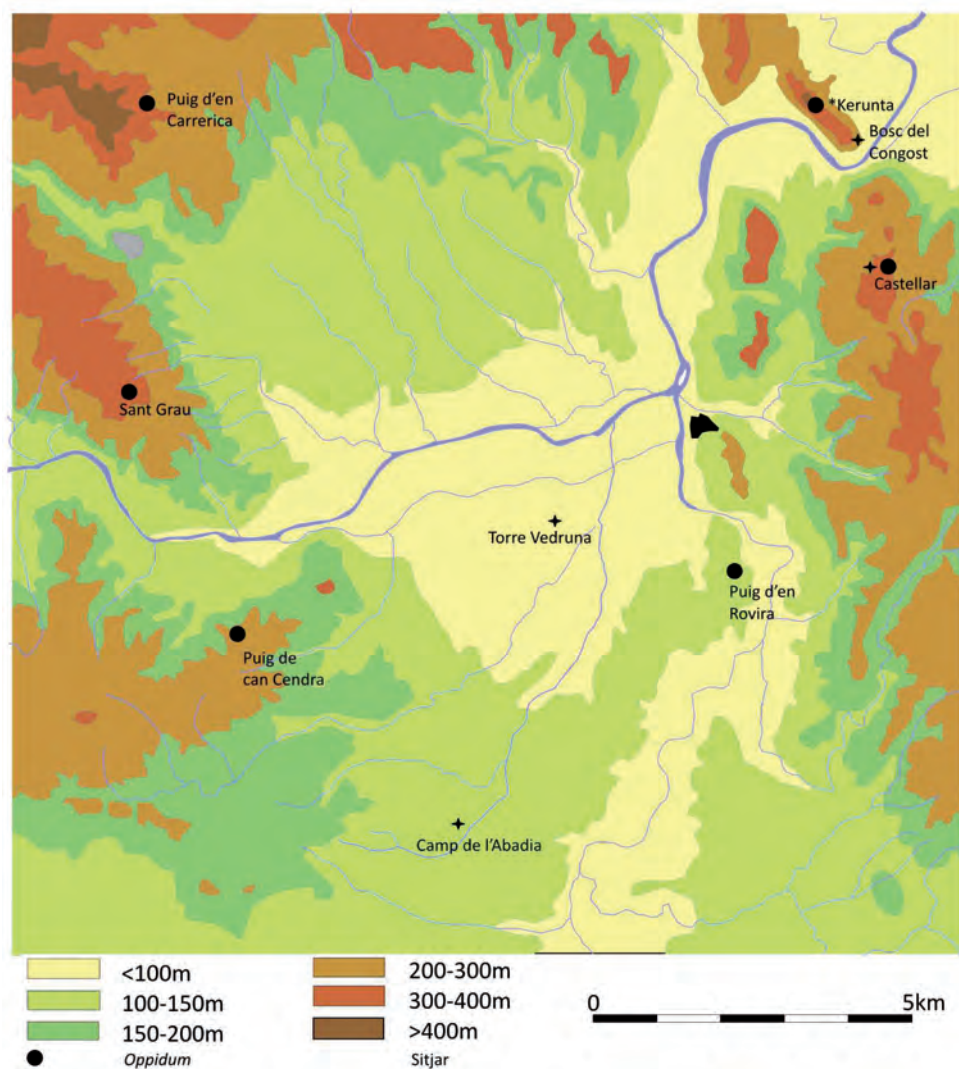 Puig d'en
Carrerica
*Kerunta
Bosc del
Congost
Castellar
Sant Grau
Torre Vedruna
Puig d'en
Rovira
Puig de
can Cendra
Camp de l'Abadia
<100m
100-150m
150-200m
Oppidum
200-300m
300-400m
>400m
Sitjar
0
5km